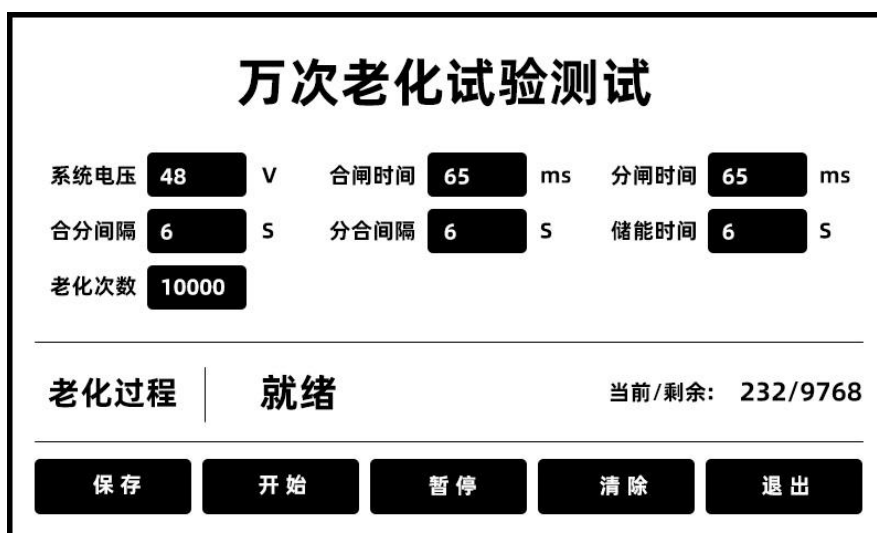 万次老化试验测试
系统电压 48 V 合闸时间 65 ms 分闸时间 65 ms
合分间隔 6 S 分合间隔 6 S 储能时间 6 S
老化次数 10000
老化过程 就绪 当前/剩余: 232/9768
保存 开始 暂停 清除 退出